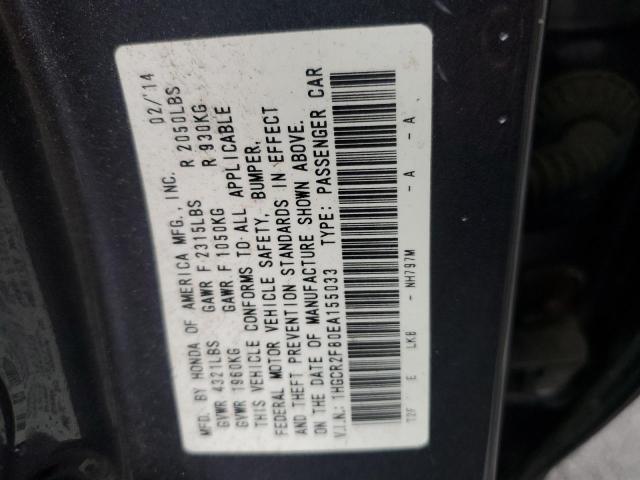 MFD. BY HONDA OF AMERICA MFG., INC. 02/'14
GVWR 4321LBS GAWR F 2315LBS R 2050LBS
GVWR 1960KG GAWR F 1050KG R 930KG
THIS VEHICLE CONFORMS TO ALL APPLICABLE
FEDERAL MOTOR VEHICLE SAFETY, BUMPER,
AND THEFT PREVENTION STANDARDS IN EFFECT
ON THE DATE OF MANUFACTURE SHOWN ABOVE.
V.I.N.: 1HGCR2F80EA155033 TYPE: PASSENGER CAR
T2F E LKB - NH797M - A - A